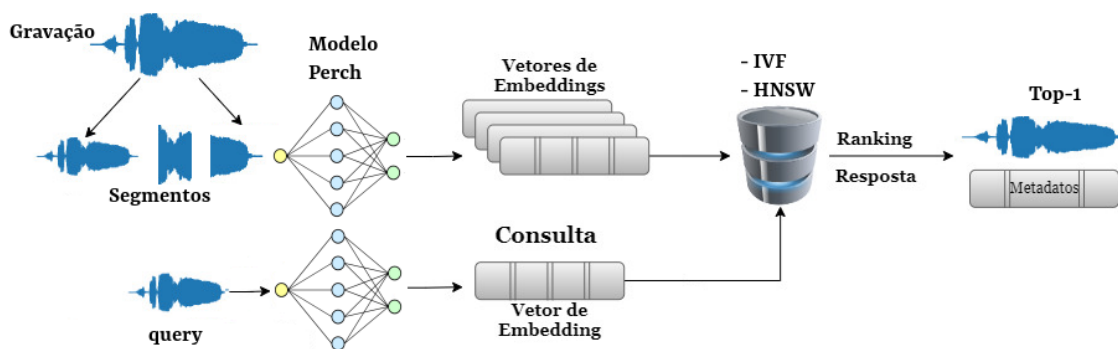 Gravação
Segmentos
Modelo
Perch
Vetores de
Embeddings
- IVF
- HNSW
Ranking
Resposta
Top-1
Metadatos
query
Consulta
Vetor de
Embedding